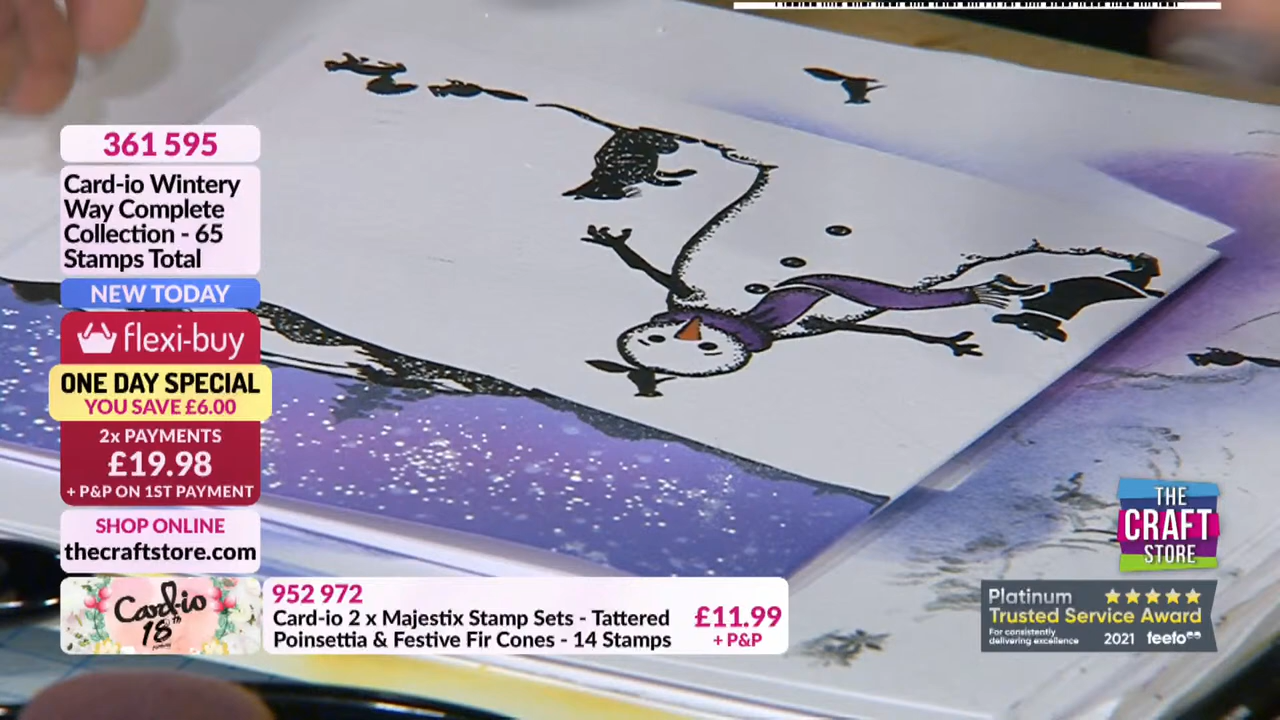 361 595
Card-io Wintery
Way Complete
Collection - 65
Stamps Total
NEW TODAY
flexi-buy
ONE DAY SPECIAL
YOU SAVE £6.00
2x PAYMENTS
£19.98
+ P&P ON 1ST PAYMENT
SHOP ONLINE
thecraftstore.com
Card-io
18th
952 972
Card-io 2 x Majestix Stamp Sets - Tattered
Poinsettia & Festive Fir Cones - 14 Stamps
£11.99
+ P&P
THE
CRAFT
STORE
Platinum
Trusted Service Award
For consistently
delivering excellence
2021 feefo